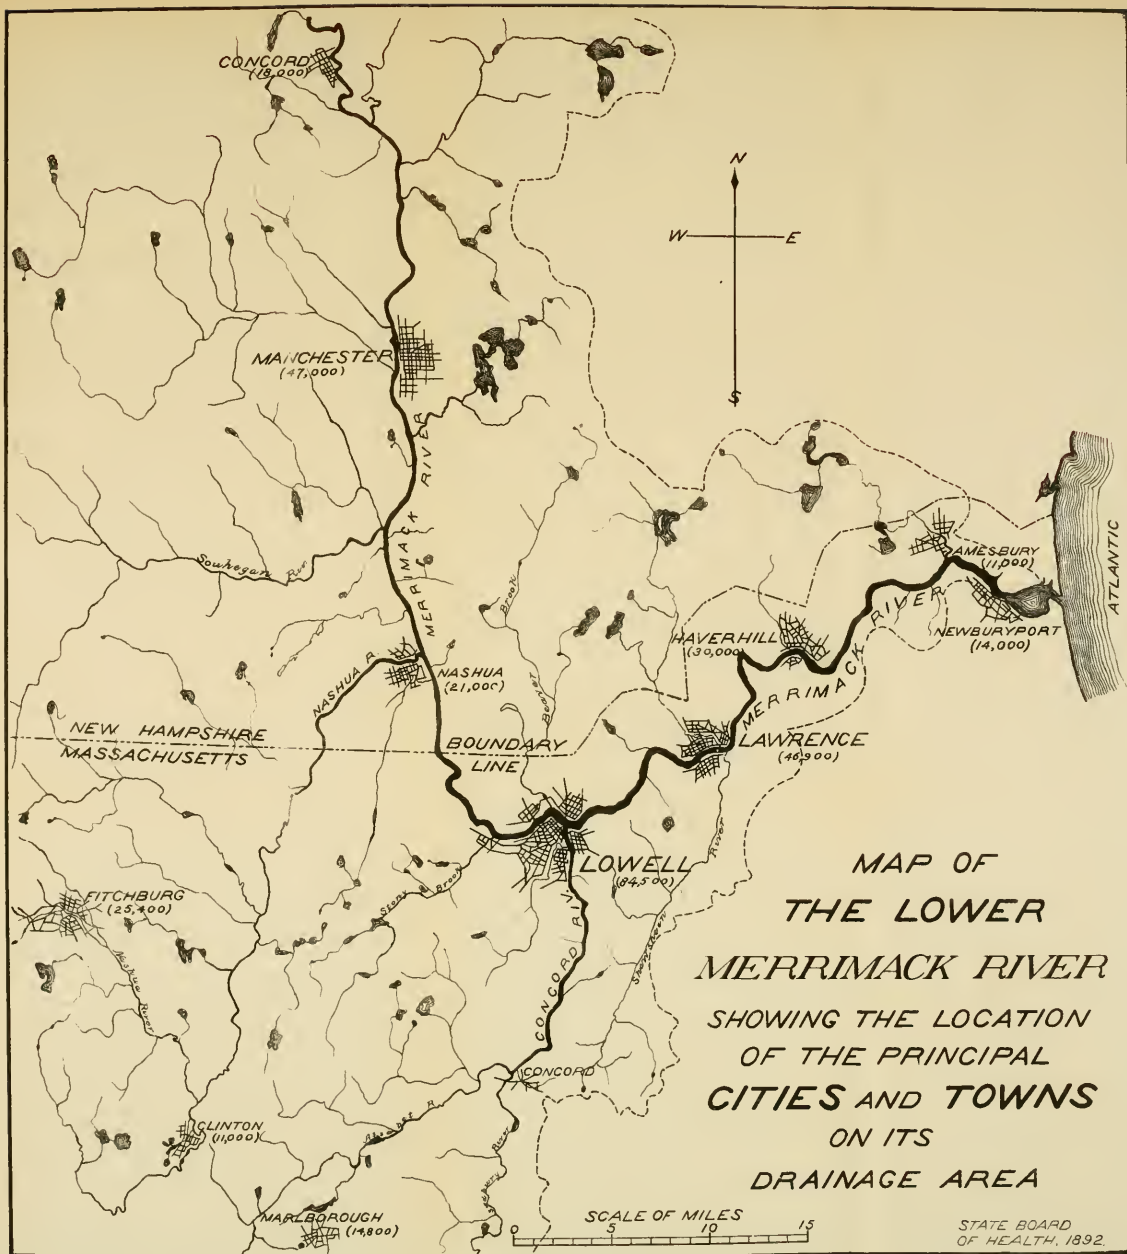 CONCORD
(18,000)
N
W E
S
MANCHESTER
(47,000)
MERRIMACK RIVER
Souhegan Riv.
ATLANTIC
AMESBURY
(11,000)
NEWBURYPORT
(14,000)
HAVERHILL
(30,000)
MERRIMACK RIVER
NASHUA R.
NASHUA
(21,000)
Beaver Brook
NEW HAMPSHIRE
MASSACHUSETTS
BOUNDARY
LINE
LAWRENCE
(46,900)
LOWELL
(84,500)
FITCHBURG
(25,400)
Nashua River
Stony Brook
CONCORD RIV.
Shawsheen River
CONCORD
CLINTON
(11,000)
Assabet R.
Sudbury River
MARLBOROUGH
(14,800)
MAP OF
THE LOWER
MERRIMACK RIVER
SHOWING THE LOCATION
OF THE PRINCIPAL
CITIES AND TOWNS
ON ITS
DRAINAGE AREA
SCALE OF MILES
0 5 10 15
STATE BOARD
OF HEALTH, 1892.